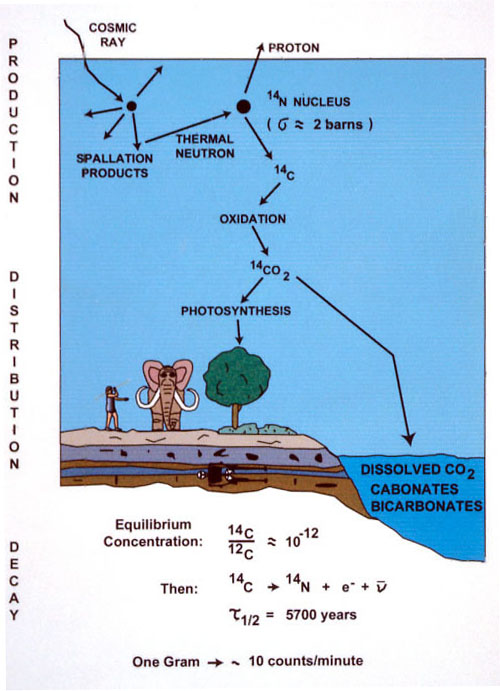 COSMIC
RAY
PROTON
PRODUCTION
¹⁴N NUCLEUS
( σ ≈ 2 barns )
THERMAL
NEUTRON
SPALLATION
PRODUCTS
¹⁴C
OXIDATION
¹⁴CO₂
DISTRIBUTION
PHOTOSYNTHESIS
DISSOLVED CO₂
CABONATES
BICARBONATES
DECAY
Equilibrium
Concentration: ¹⁴C/¹²C ≈ 10⁻¹²
Then: ¹⁴C → ¹⁴N + e⁻ + ν̄
τ₁/₂ = 5700 years
One Gram → ~ 10 counts/minute